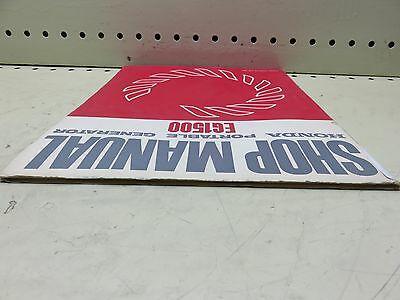 SHOP MANUAL
HONDA PORTABLE GENERATOR
EG1500